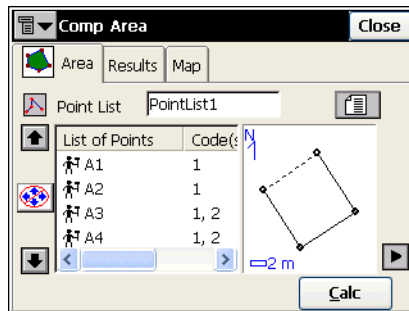 Comp Area Close
Area Results Map
Point List PointList1
List of Points Code(s
A1 1
A2 1
A3 1, 2
A4 1, 2
N
2 m
Calc